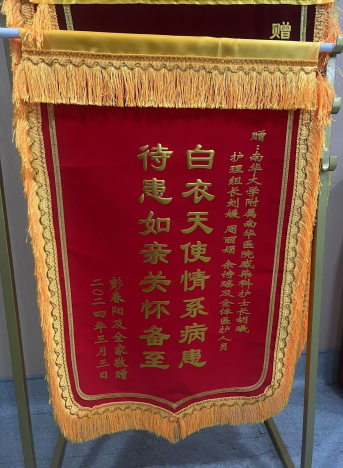 赠
赠：南华大学附属南华医院感染科护士长胡曦
护理组长刘媛 周丽娟 余诗瑶及全体医护人员
白衣天使情系病患
待患如亲关怀备至
彭春阳及全家敬赠
二〇二四年三月三日